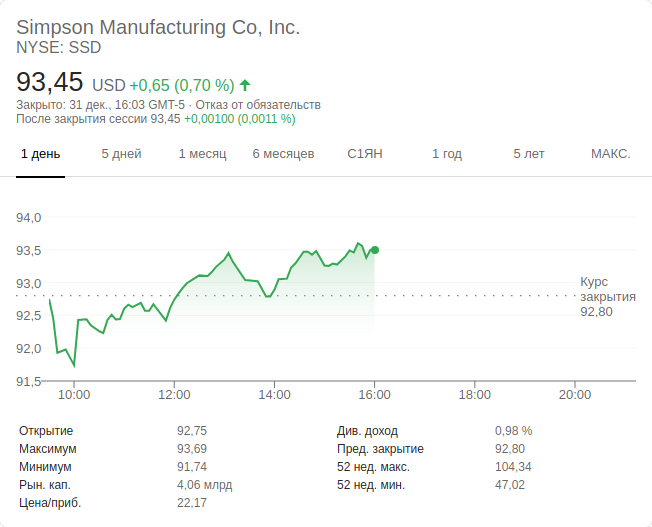 Simpson Manufacturing Co, Inc.
NYSE: SSD
93,45 USD +0,65 (0,70 %)
Закрыто: 31 дек., 16:03 GMT-5 · Отказ от обязательств
После закрытия сессии 93,45 +0,00100 (0,0011 %)
1 день 5 дней 1 месяц 6 месяцев С1ЯН 1 год 5 лет МАКС.
94,0
93,5
93,0
92,5
92,0
91,5
Курс
закрытия
92,80
10:00 12:00 14:00 16:00 18:00 20:00
Открытие 92,75 Див. доход 0,98 %
Максимум 93,69 Пред. закрытие 92,80
Минимум 91,74 52 нед. макс. 104,34
Рын. кап. 4,06 млрд 52 нед. мин. 47,02
Цена/приб. 22,17